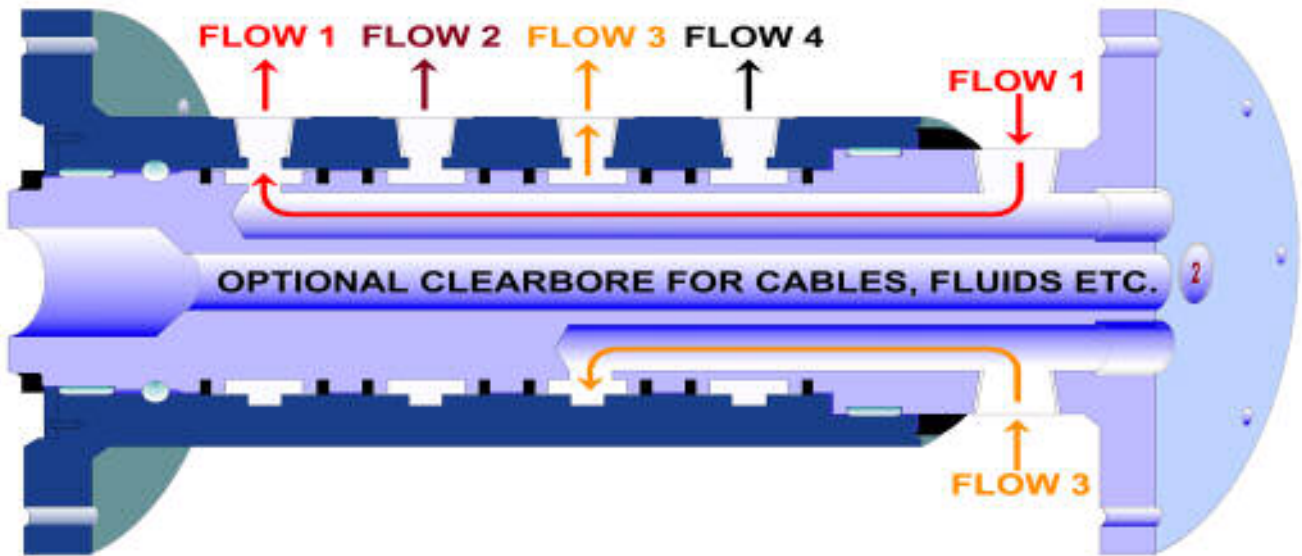 FLOW 1 FLOW 2 FLOW 3 FLOW 4
FLOW 1
OPTIONAL CLEARBORE FOR CABLES, FLUIDS ETC.
2
FLOW 3